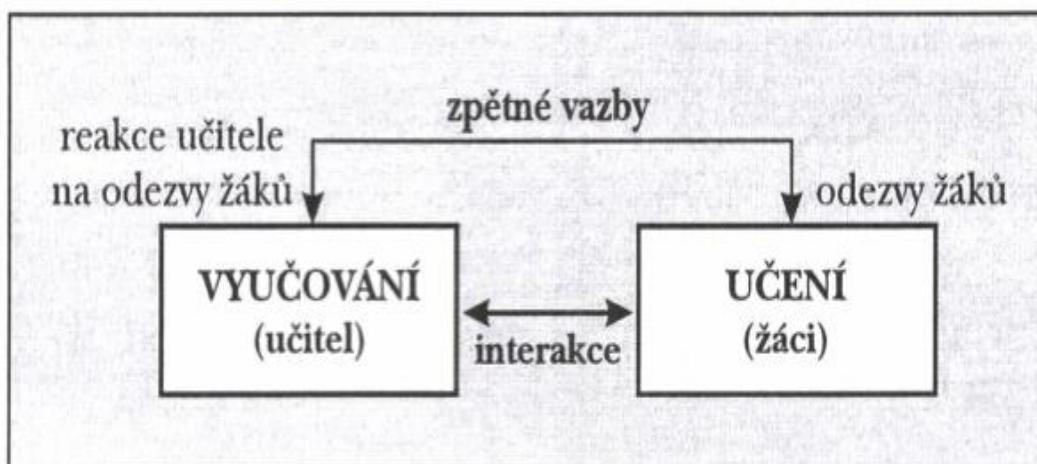 zpětné vazby
reakce učitele
na odezvy žáků
odezvy žáků
VYUČOVÁNÍ
(učitel)
interakce
UČENÍ
(žáci)